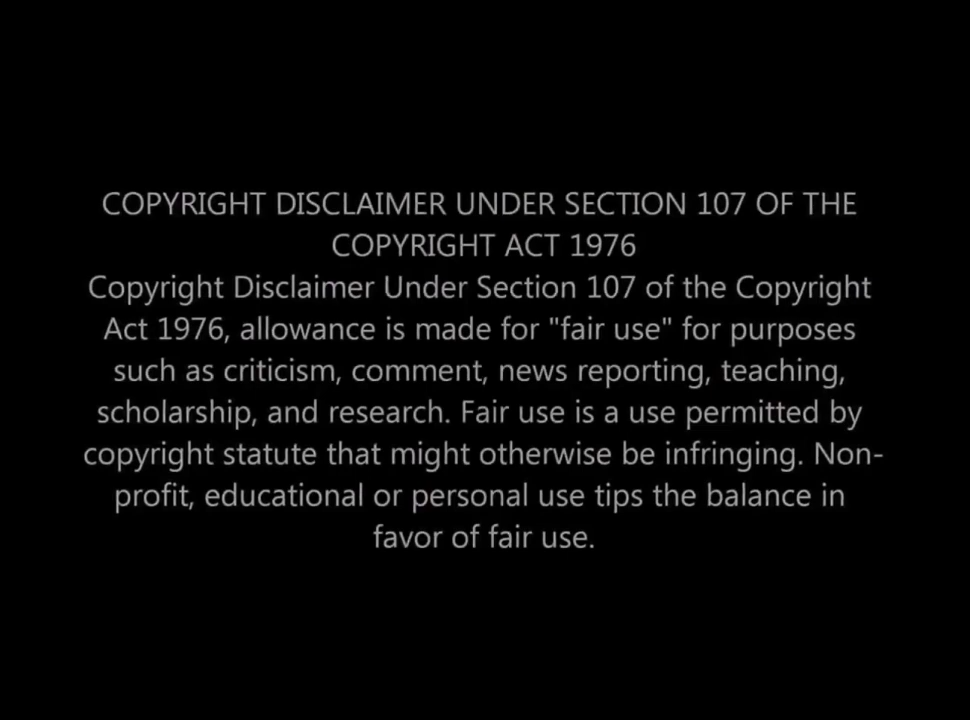 COPYRIGHT DISCLAIMER UNDER SECTION 107 OF THE
COPYRIGHT ACT 1976
Copyright Disclaimer Under Section 107 of the Copyright
Act 1976, allowance is made for "fair use" for purposes
such as criticism, comment, news reporting, teaching,
scholarship, and research. Fair use is a use permitted by
copyright statute that might otherwise be infringing. Non-
profit, educational or personal use tips the balance in
favor of fair use.